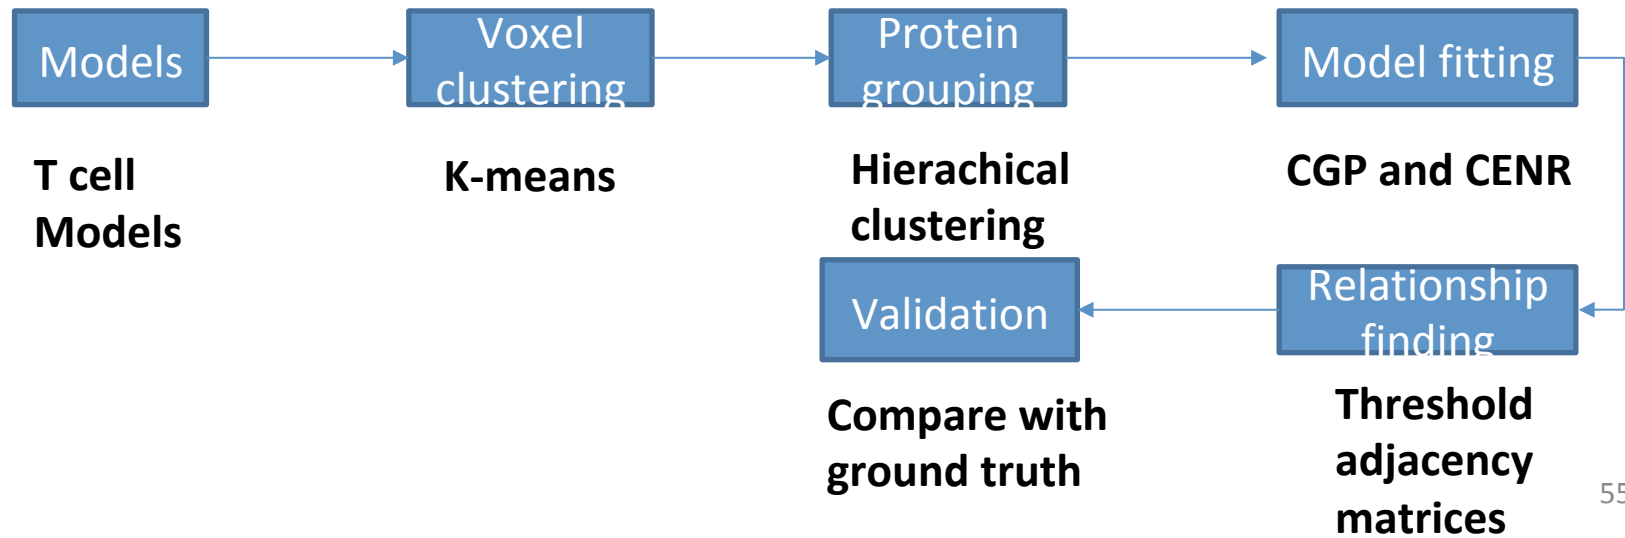 Models
T cell
Models
Voxel
clustering
K-means
Protein
grouping
Hierachical
clustering
Model fitting
CGP and CENR
Relationship
finding
Threshold
adjacency
matrices
Validation
Compare with
ground truth
55